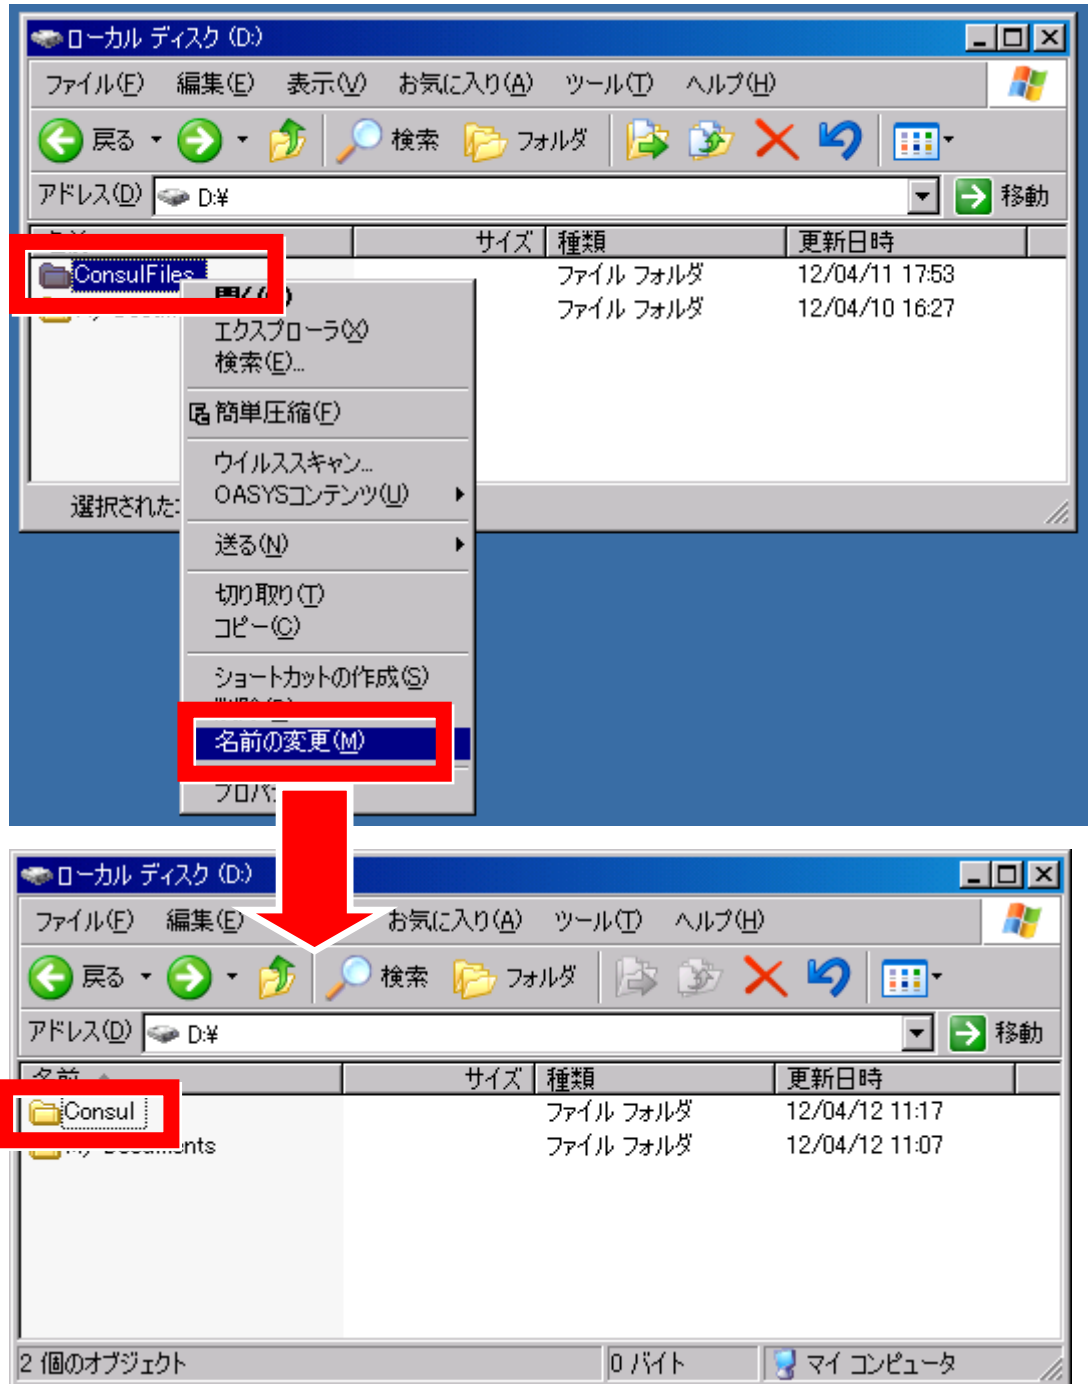 ローカル ディスク (D:)
ファイル(F) 編集(E) 表示(V) お気に入り(A) ツール(T) ヘルプ(H)
戻る 検索 フォルダ
アドレス(D) D:¥ 移動
サイズ 種類 更新日時
ConsulFiles ファイル フォルダ 12/04/11 17:53
ファイル フォルダ 12/04/10 16:27
エクスプローラ(X)
検索(E)...
簡単圧縮(F)
ウイルススキャン...
OASYSコンテンツ(U)
選択された
送る(N)
切り取り(T)
コピー(C)
ショートカットの作成(S)
名前の変更(M)
ローカル ディスク (D:)
ファイル(F) 編集(E) お気に入り(A) ツール(T) ヘルプ(H)
戻る 検索 フォルダ
アドレス(D) D:¥ 移動
名前 サイズ 種類 更新日時
Consul ファイル フォルダ 12/04/12 11:17
My Documents ファイル フォルダ 12/04/12 11:07
2 個のオブジェクト 0 バイト マイ コンピュータ